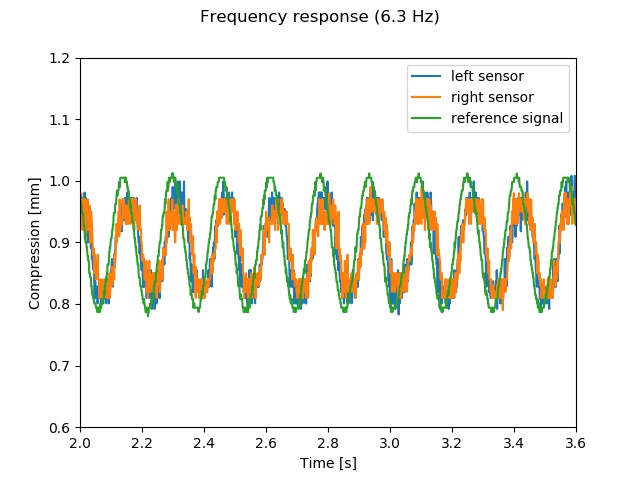 Frequency response (6.3 Hz)
left sensor
right sensor
reference signal
1.2
1.1
1.0
0.9
0.8
0.7
0.6
Compression [mm]
2.0 2.2 2.4 2.6 2.8 3.0 3.2 3.4 3.6
Time [s]